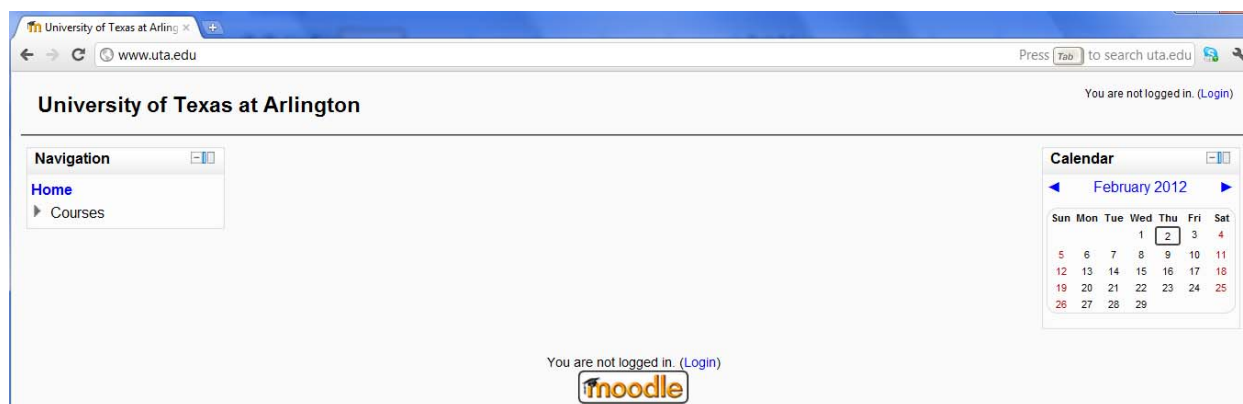 University of Texas at Arling
www.uta.edu
Press Tab to search uta.edu
University of Texas at Arlington
You are not logged in. (Login)
Navigation
Home
Courses
Calendar
February 2012
Sun Mon Tue Wed Thu Fri Sat
1 2 3 4
5 6 7 8 9 10 11
12 13 14 15 16 17 18
19 20 21 22 23 24 25
26 27 28 29
You are not logged in. (Login)
moodle